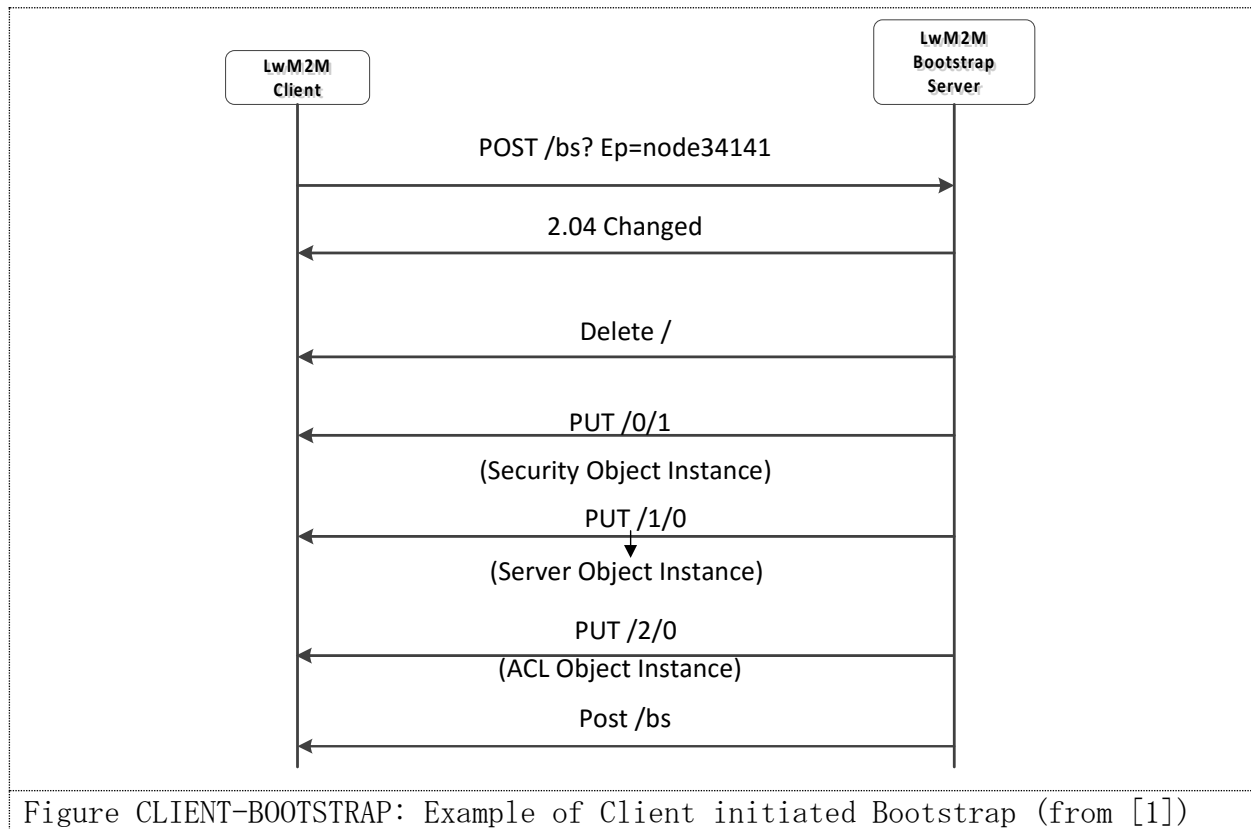 LwM2M
Client
LwM2M
Bootstrap
Server
POST /bs? Ep=node34141
2.04 Changed
Delete /
PUT /0/1
(Security Object Instance)
PUT /1/0
(Server Object Instance)
PUT /2/0
(ACL Object Instance)
Post /bs
Figure CLIENT-BOOTSTRAP: Example of Client initiated Bootstrap (from [1])